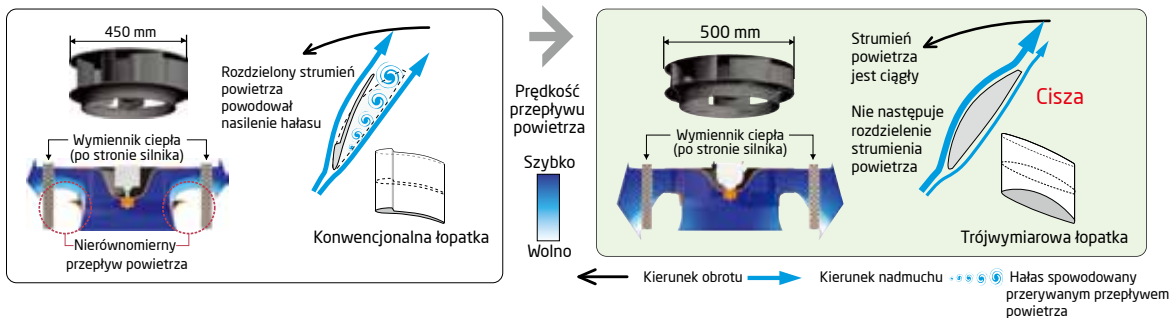 450 mm
Rozdzielony strumień
powietrza
powodował
nasilenie hałasu
Wymiennik ciepła
(po stronie silnika)
Nierównomierny
przepływ powietrza
Konwencjonalna łopatka
Prędkość
przepływu
powietrza
Szybko
Wolno
500 mm
Strumień
powietrza
jest ciągły
Cisza
Nie następuje
rozdzielenie
strumienia
powietrza
Wymiennik ciepła
(po stronie silnika)
Trójwymiarowa łopatka
Kierunek obrotu
Kierunek nadmuchu
Hałas spowodowany
przerywanym przepływem
powietrza